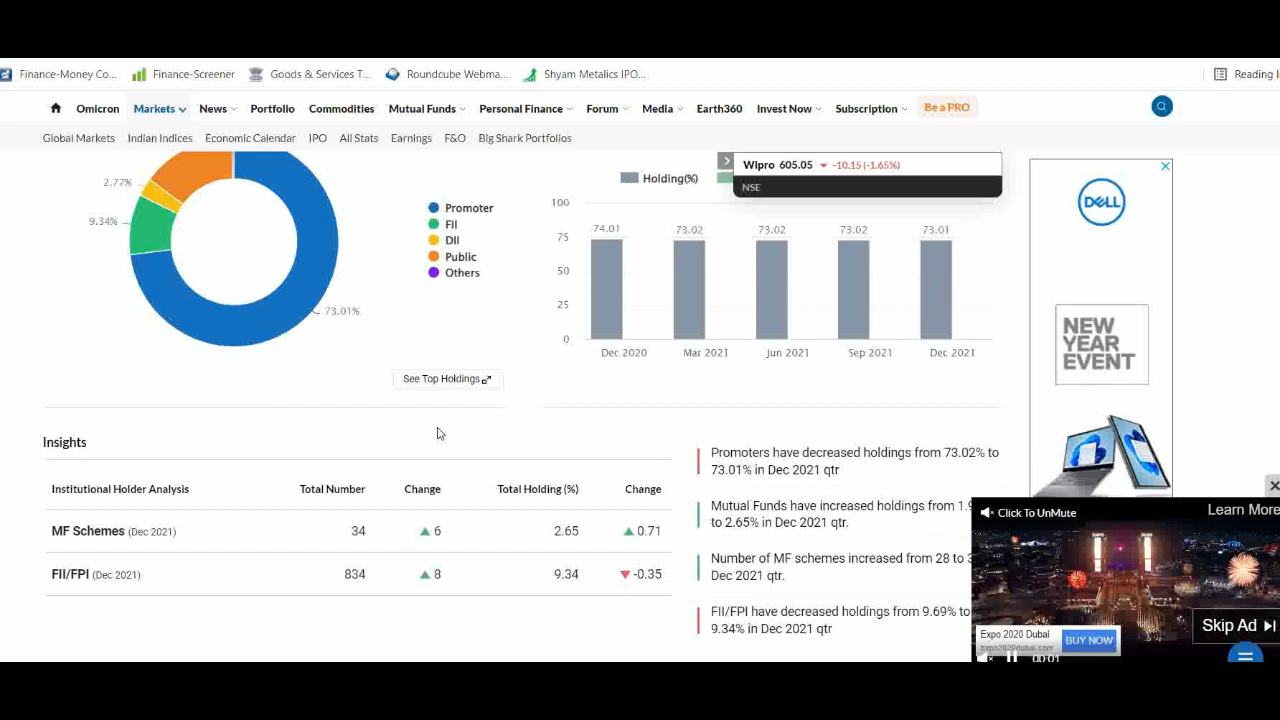 Finance-Money Co...
Finance-Screener
Goods & Services T...
Roundcube Webma...
Shyam Metalics IPO...
Reading
Omicron
Markets
News
Portfolio
Commodities
Mutual Funds
Personal Finance
Forum
Media
Earth360
Invest Now
Subscription
Be a PRO
Global Markets
Indian Indices
Economic Calendar
IPO
All Stats
Earnings
F&O
Big Shark Portfolios
2.77%
9.34%
73.01%
Promoter
FII
DII
Public
Others
See Top Holdings
Holding(%)
Wipro 605.05 -10.15 (-1.65%)
NSE
100
75
50
25
0
74.01
73.02
73.02
73.02
73.01
Dec 2020
Mar 2021
Jun 2021
Sep 2021
Dec 2021
DELL
NEW
YEAR
EVENT
Insights
Institutional Holder Analysis Total Number Change Total Holding (%) Change
MF Schemes (Dec 2021) 34 6 2.65 0.71
FII/FPI (Dec 2021) 834 8 9.34 -0.35
Promoters have decreased holdings from 73.02% to
73.01% in Dec 2021 qtr
Mutual Funds have increased holdings from 1.9
to 2.65% in Dec 2021 qtr.
Number of MF schemes increased from 28 to 3
Dec 2021 qtr.
FII/FPI have decreased holdings from 9.69% to
9.34% in Dec 2021 qtr
Click To UnMute
Learn More
Skip Ad
Expo 2020 Dubai
expo2020dubai.com
BUY NOW
00:01